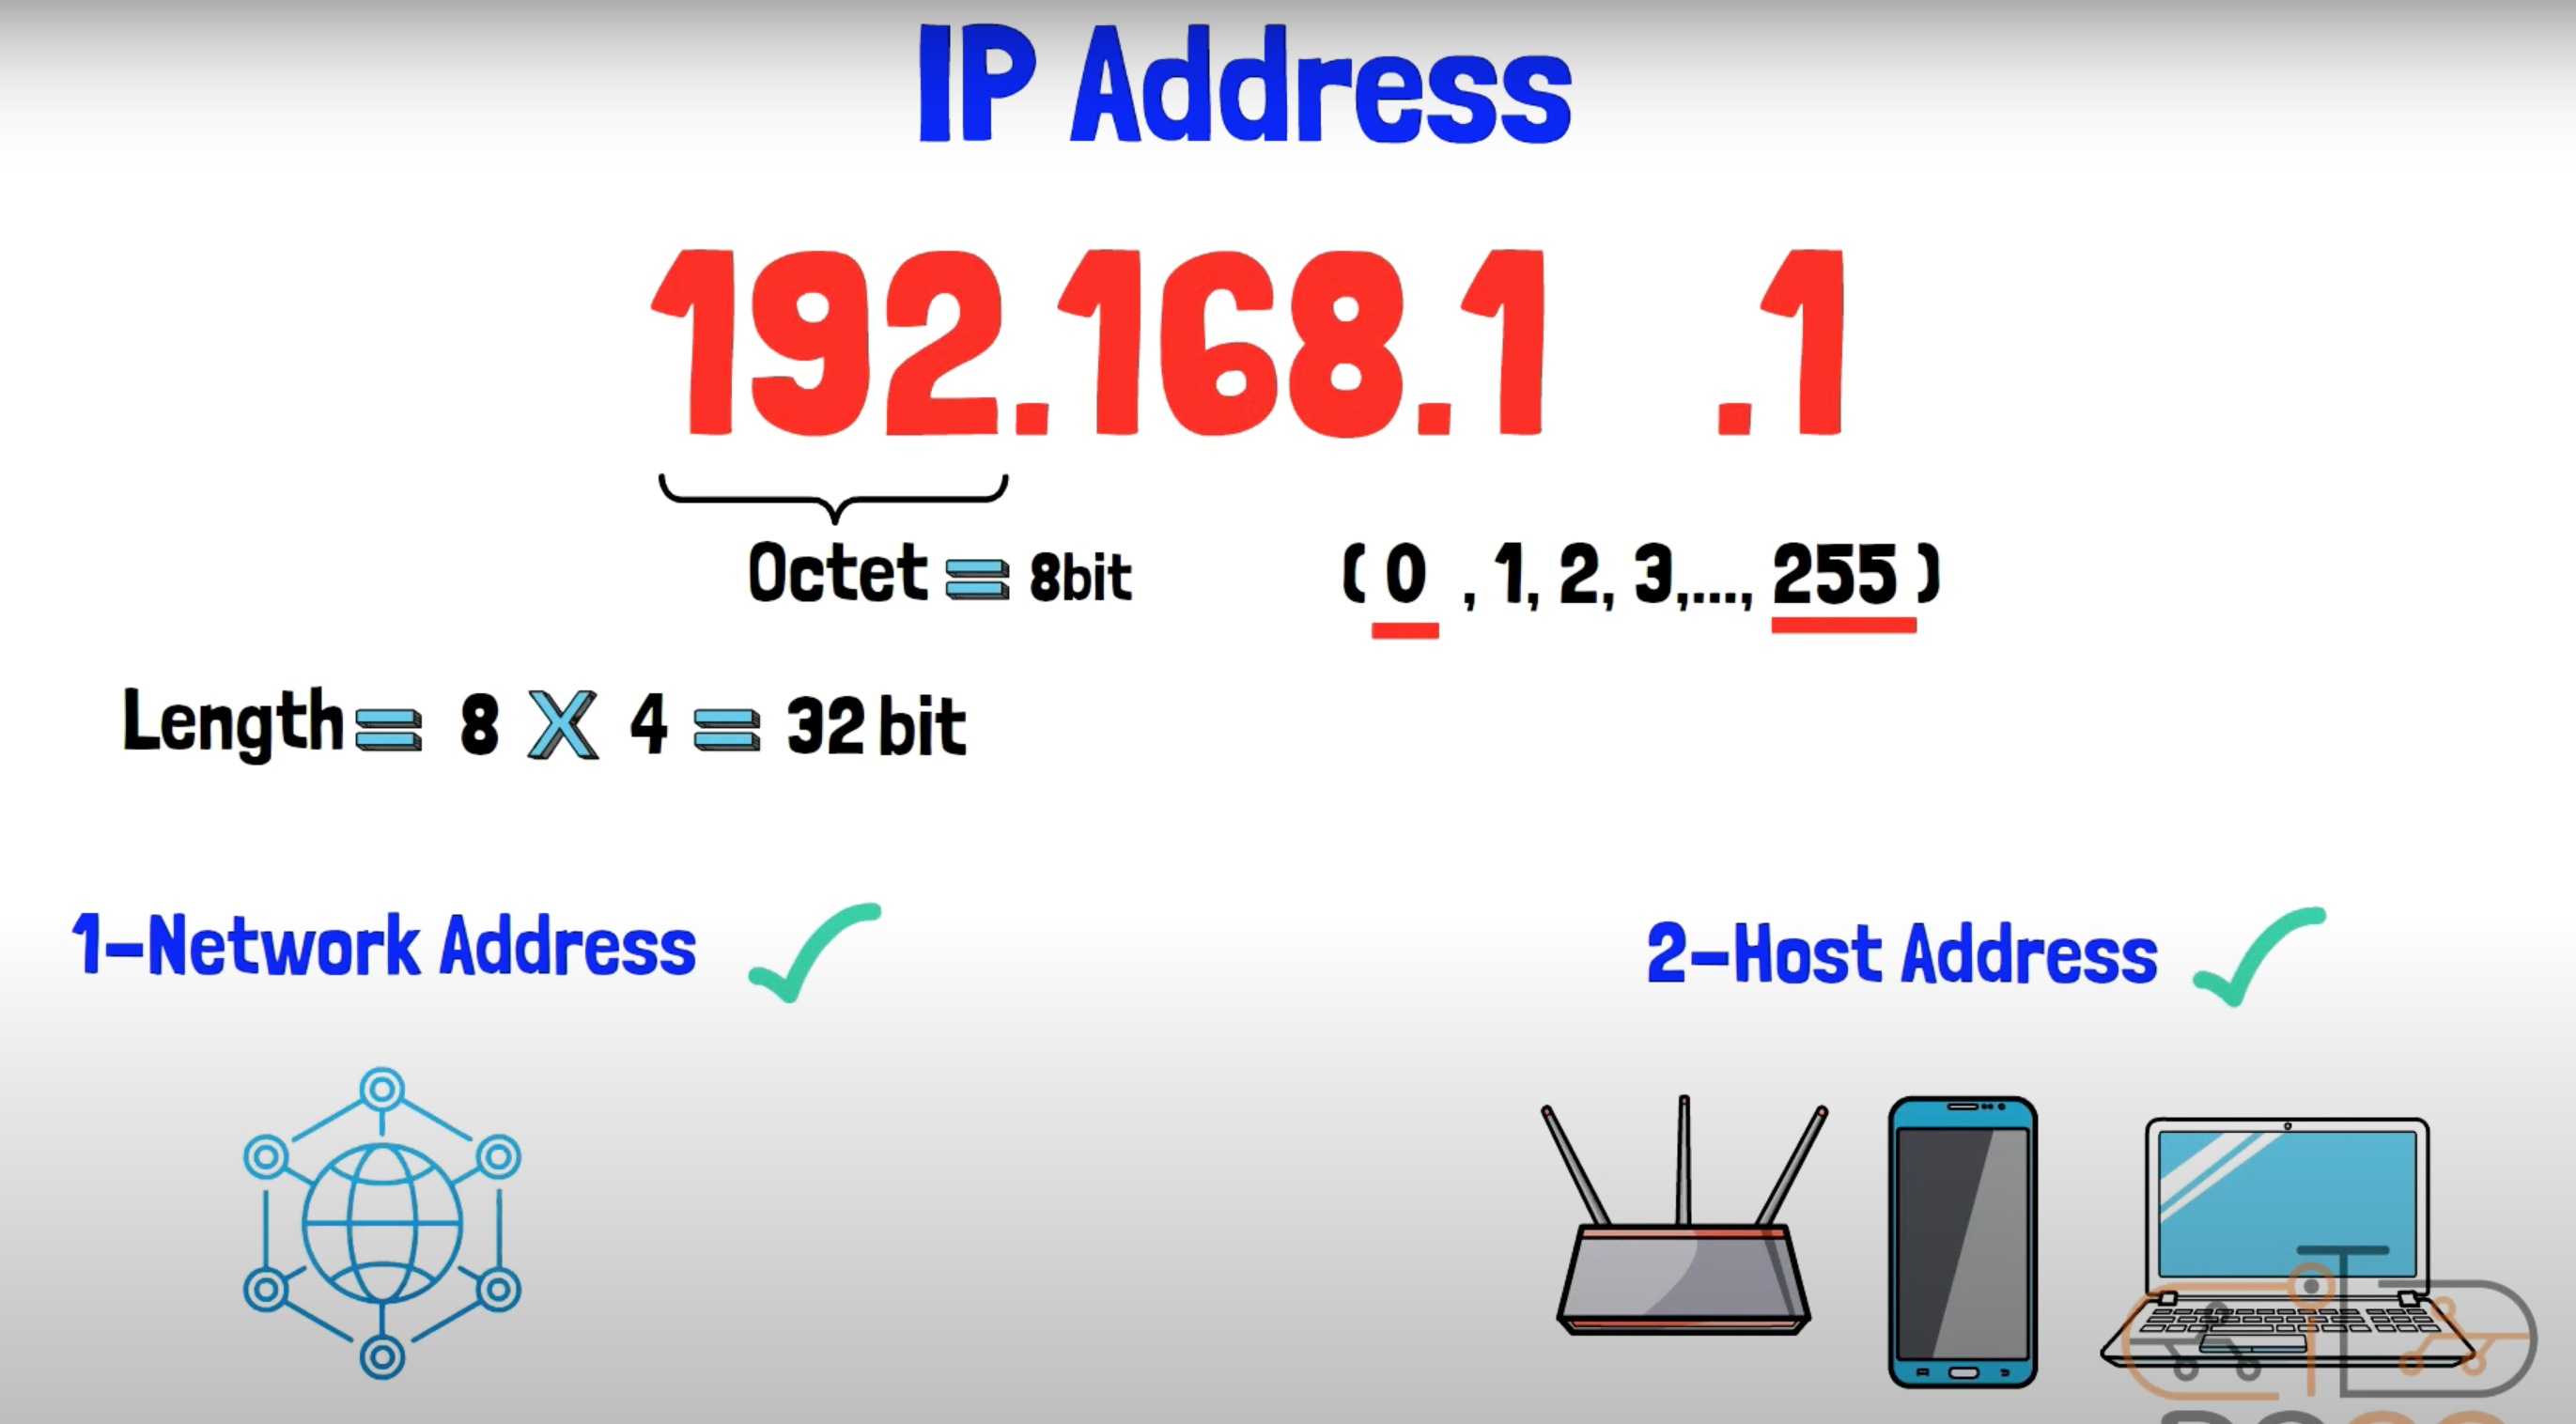 IP Address
192.168.1 .1
Octet = 8bit
( 0 , 1, 2, 3,..., 255 )
Length = 8 X 4 = 32 bit
1-Network Address
2-Host Address